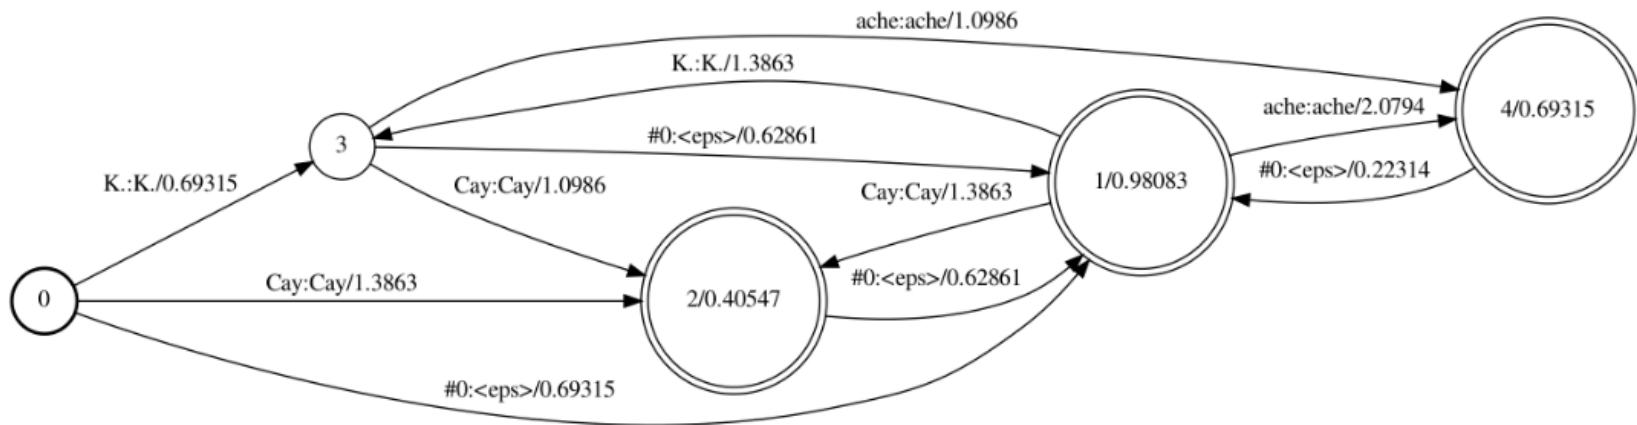 ache:ache/1.0986
K.:K./1.3863
ache:ache/2.0794
4/0.69315
#0:<eps>/0.62861
3
#0:<eps>/0.22314
K.:K./0.69315
Cay:Cay/1.0986
Cay:Cay/1.3863
1/0.98083
Cay:Cay/1.3863
#0:<eps>/0.62861
0
2/0.40547
#0:<eps>/0.69315